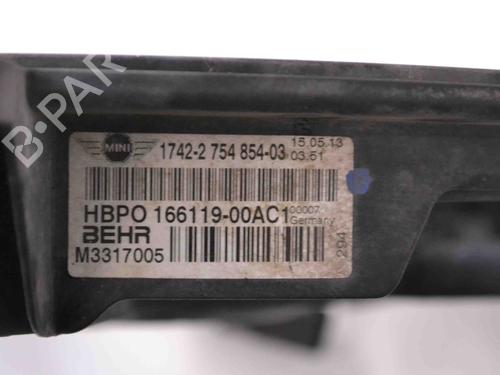 B-PAR
MINI 1742-2 754 854-03 15.05.13
03:51
HBPO 166119-00AC1 00007
Germany
BEHR
M3317005
294